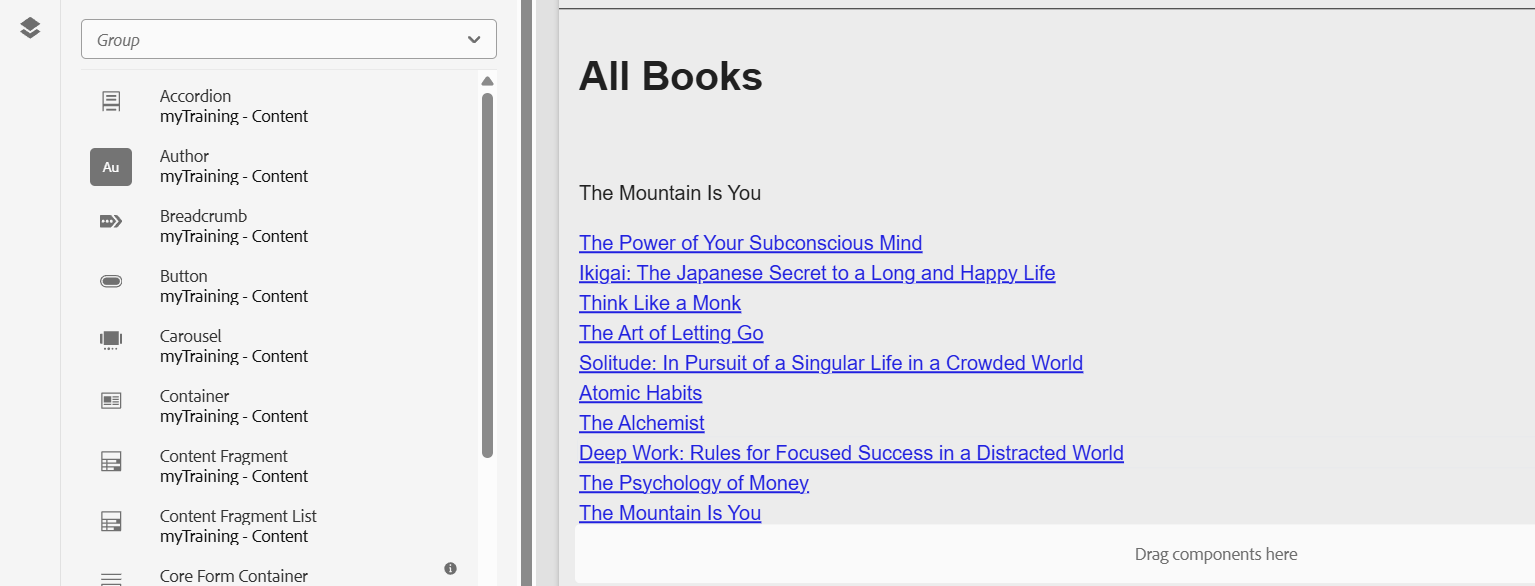 Group
Accordion
myTraining - Content
Au
Author
myTraining - Content
Breadcrumb
myTraining - Content
Button
myTraining - Content
Carousel
myTraining - Content
Container
myTraining - Content
Content Fragment
myTraining - Content
Content Fragment List
myTraining - Content
Core Form Container
All Books
The Mountain Is You
The Power of Your Subconscious Mind
Ikigai: The Japanese Secret to a Long and Happy Life
Think Like a Monk
The Art of Letting Go
Solitude: In Pursuit of a Singular Life in a Crowded World
Atomic Habits
The Alchemist
Deep Work: Rules for Focused Success in a Distracted World
The Psychology of Money
The Mountain Is You
Drag components here